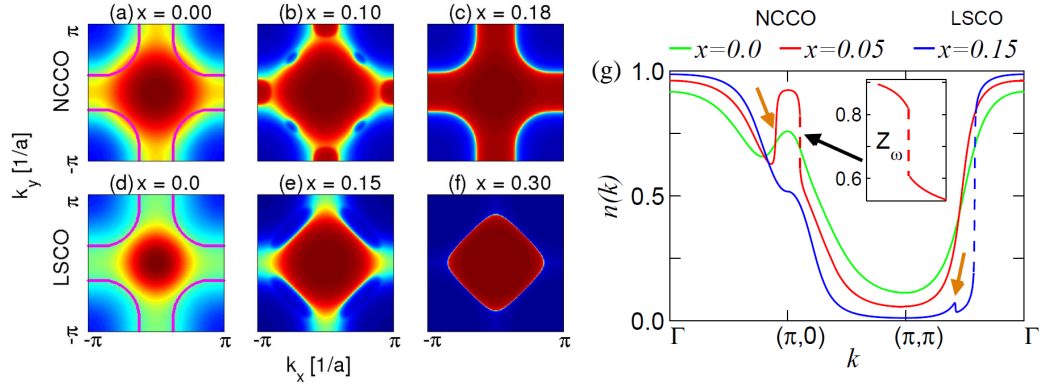 (a) x = 0.00
(b) x = 0.10
(c) x = 0.18
π
-π
NCCO
(d) x = 0.0
(e) x = 0.15
(f) x = 0.30
π
-π
LSCO
k_y [1/a]
-π π
-π π
k_x [1/a]
NCCO LSCO
x=0.0 x=0.05 x=0.15
(g)
1.0
0.5
0.0
n(k)
0.8
Z_ω
0.6
Γ (π,0) (π,π) Γ
k